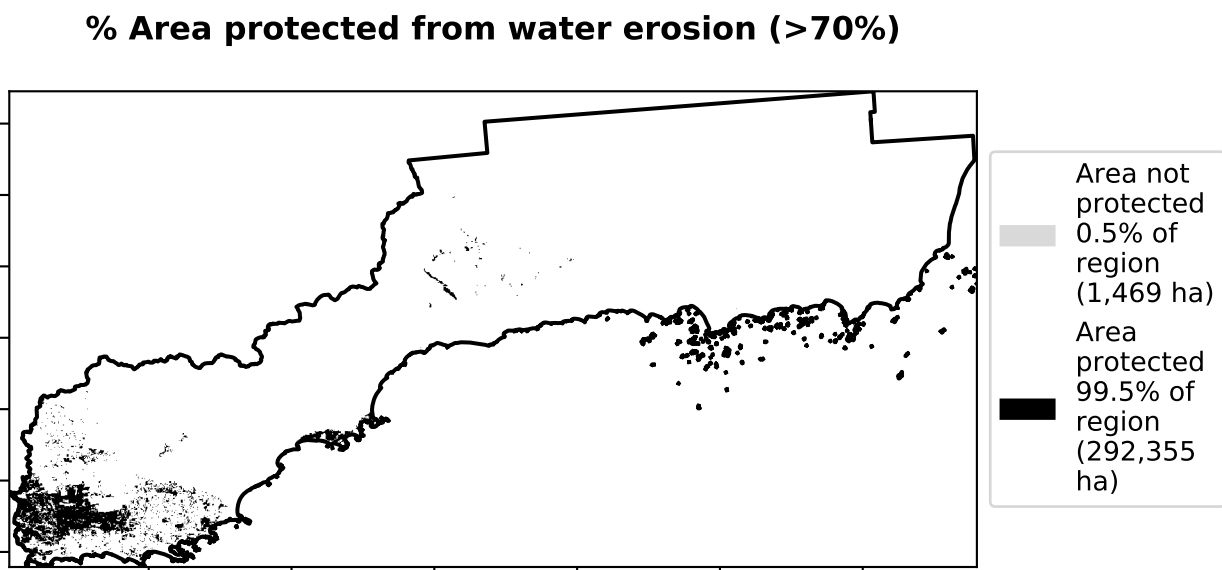 % Area protected from water erosion (>70%)
Area not
protected
0.5% of
region
(1,469 ha)
Area
protected
99.5% of
region
(292,355
ha)